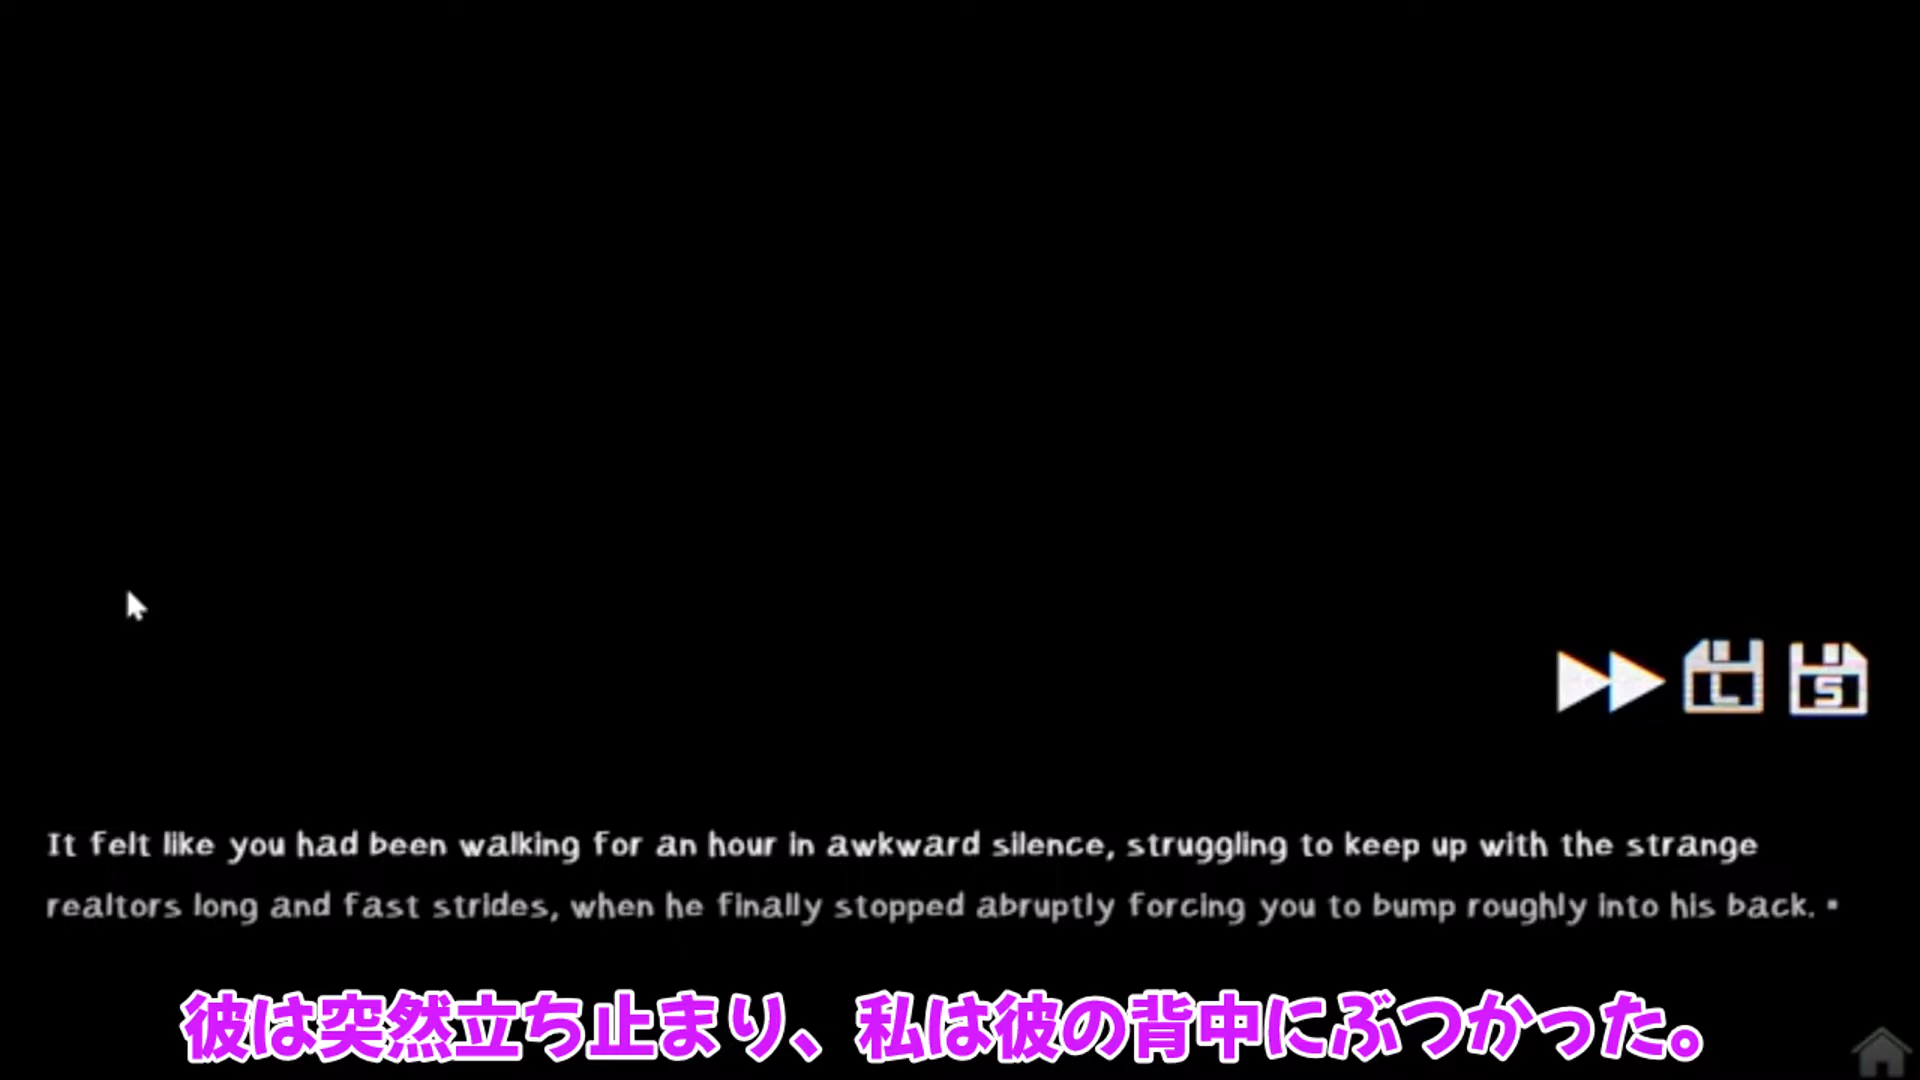 L S
It felt like you had been walking for an hour in awkward silence, struggling to keep up with the strange
realtors long and fast strides, when he finally stopped abruptly forcing you to bump roughly into his back.
彼は突然立ち止まり、私は彼の背中にぶつかった。